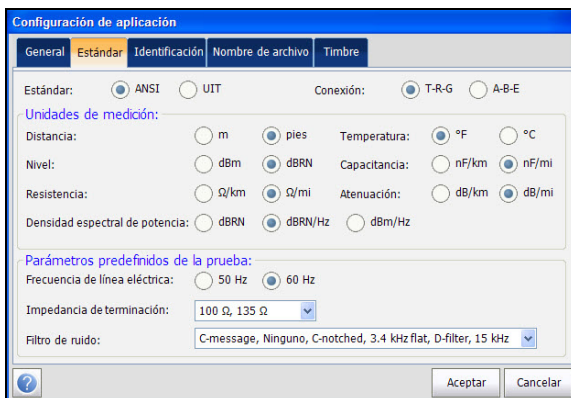 Configuración de aplicación
General Estándar Identificación Nombre de archivo Timbre
Estándar: ANSI UIT Conexión: T-R-G A-B-E
Unidades de medición:
Distancia: m pies Temperatura: °F °C
Nivel: dBm dBRN Capacitancia: nF/km nF/mi
Resistencia: Ω/km Ω/mi Atenuación: dB/km dB/mi
Densidad espectral de potencia: dBRN dBRN/Hz dBm/Hz
Parámetros predefinidos de la prueba:
Frecuencia de línea eléctrica: 50 Hz 60 Hz
Impedancia de terminación: 100 Ω, 135 Ω
Filtro de ruido: C-message, Ninguno, C-notched, 3.4 kHz flat, D-filter, 15 kHz
? Aceptar Cancelar